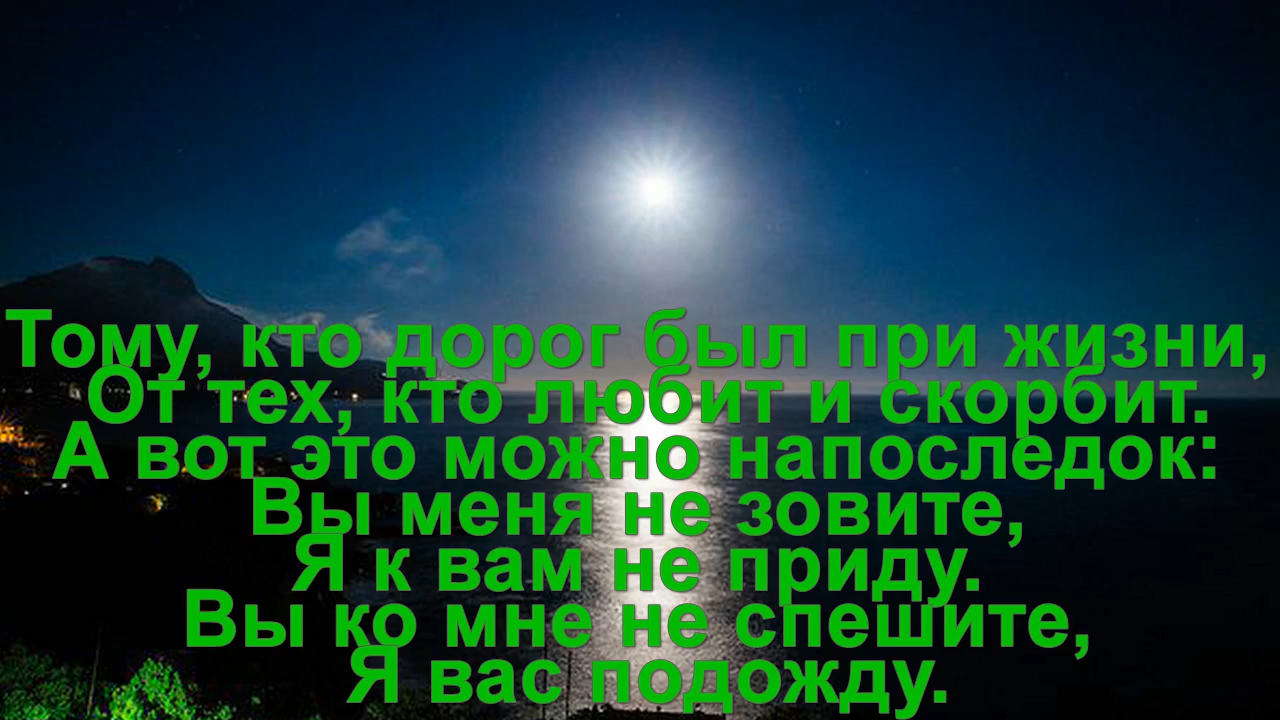 Тому, кто дорог был при жизни,
От тех, кто любит и скорбит.
А вот это можно напоследок:
Вы меня не зовите,
Я к вам не приду.
Вы ко мне не спешите,
Я вас подожду.